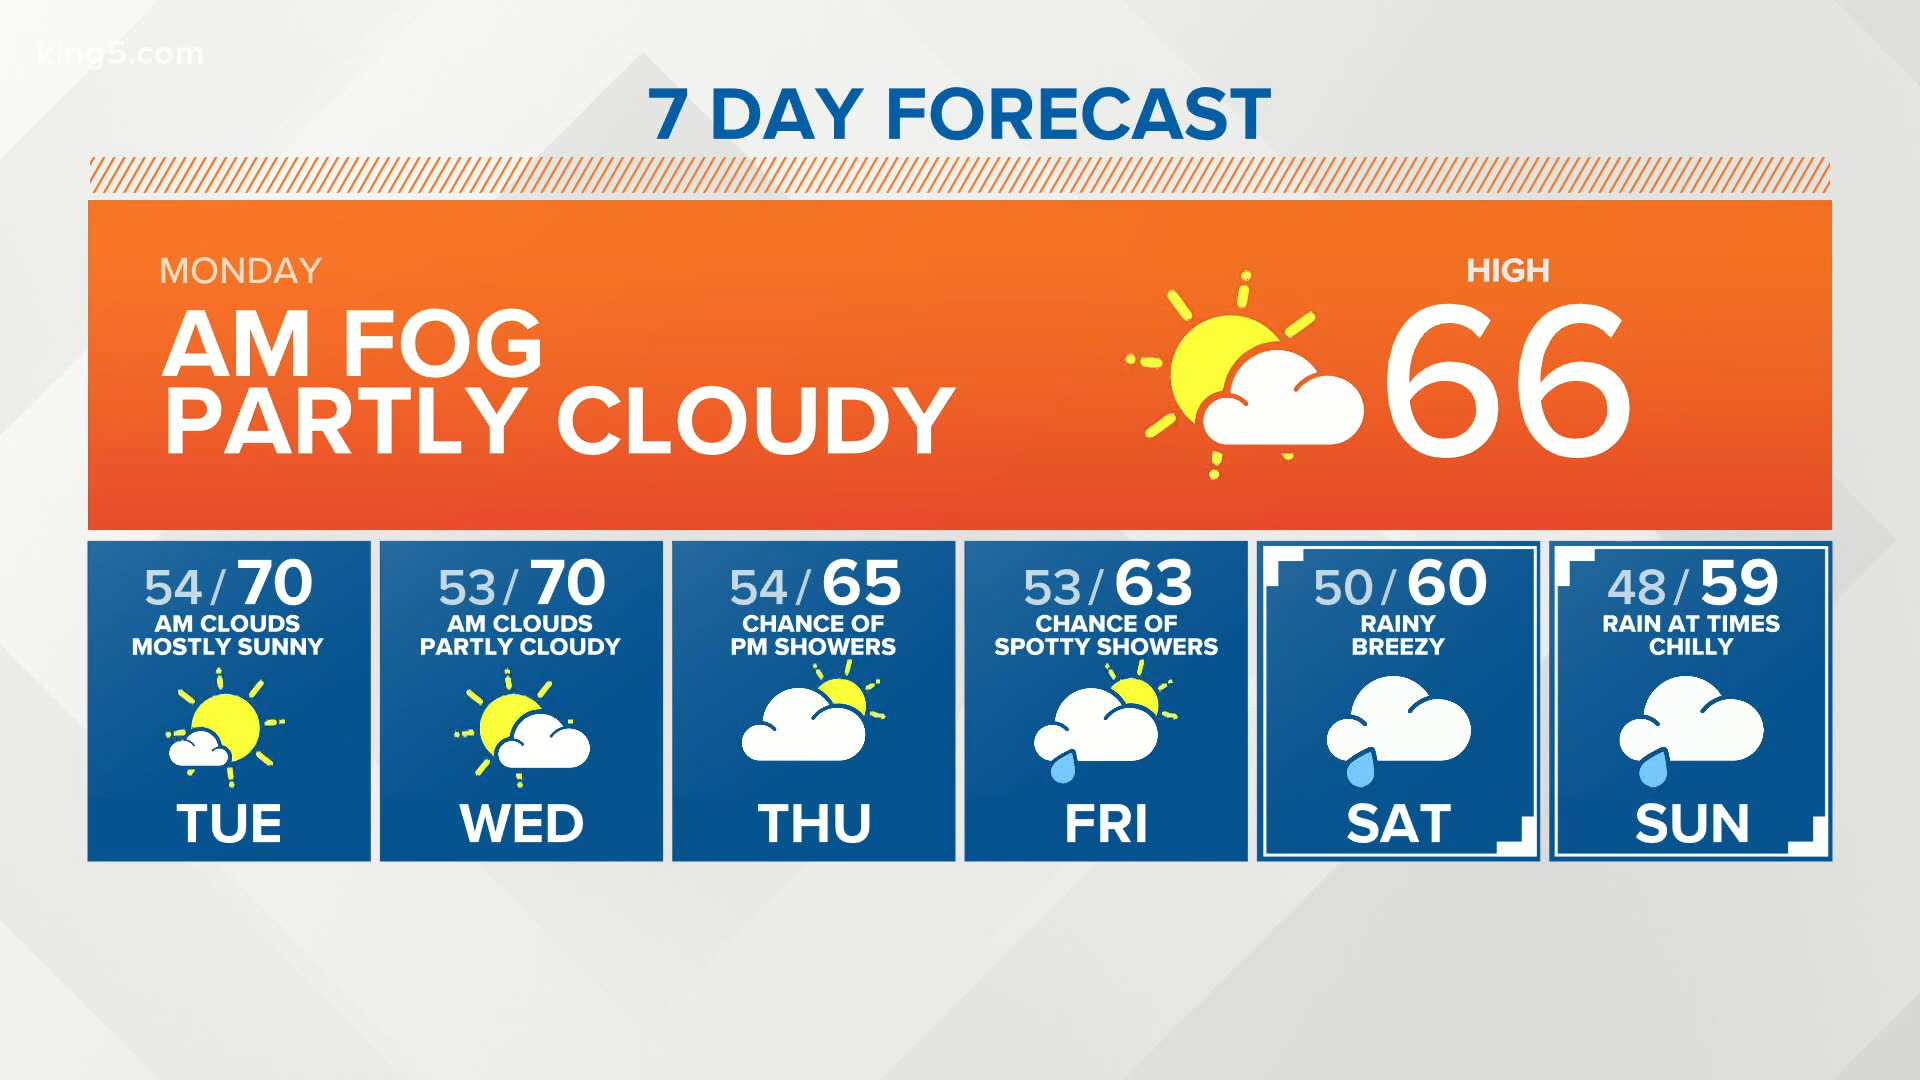 king5.com
7 DAY FORECAST
MONDAY
AM FOG
PARTLY CLOUDY
HIGH
66
54/70
AM CLOUDS
MOSTLY SUNNY
TUE
53/70
AM CLOUDS
PARTLY CLOUDY
WED
54/65
CHANCE OF
PM SHOWERS
THU
53/63
CHANCE OF
SPOTTY SHOWERS
FRI
50/60
RAINY
BREEZY
SAT
48/59
RAIN AT TIMES
CHILLY
SUN